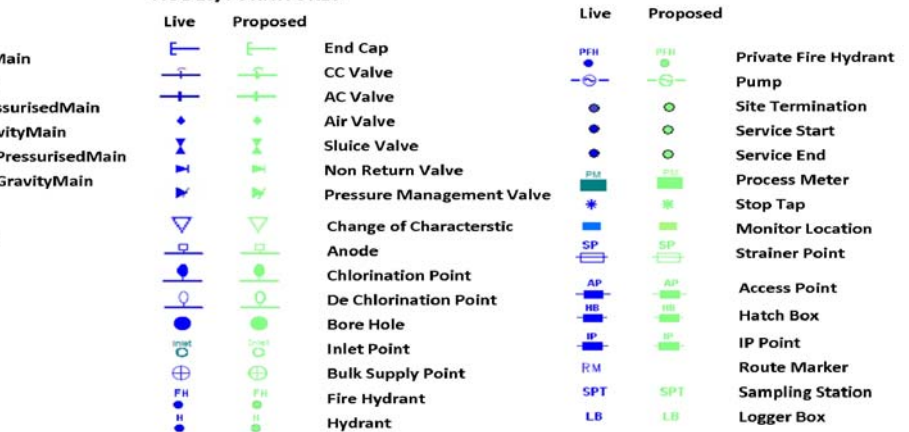 Live Proposed
Main
ssurisedMain
vityMain
PressurisedMain
GravityMain
End Cap
CC Valve
AC Valve
Air Valve
Sluice Valve
Non Return Valve
Pressure Management Valve
Change of Characterstic
Anode
Chlorination Point
De Chlorination Point
Bore Hole
Inlet Inlet Inlet Point
Bulk Supply Point
FH FH Fire Hydrant
H H Hydrant
Live Proposed
PFH PFH Private Fire Hydrant
Pump
Site Termination
Service Start
Service End
PM PM Process Meter
Stop Tap
Monitor Location
SP SP Strainer Point
AP AP Access Point
HB HB Hatch Box
IP IP IP Point
RM Route Marker
SPT SPT Sampling Station
LB LB Logger Box